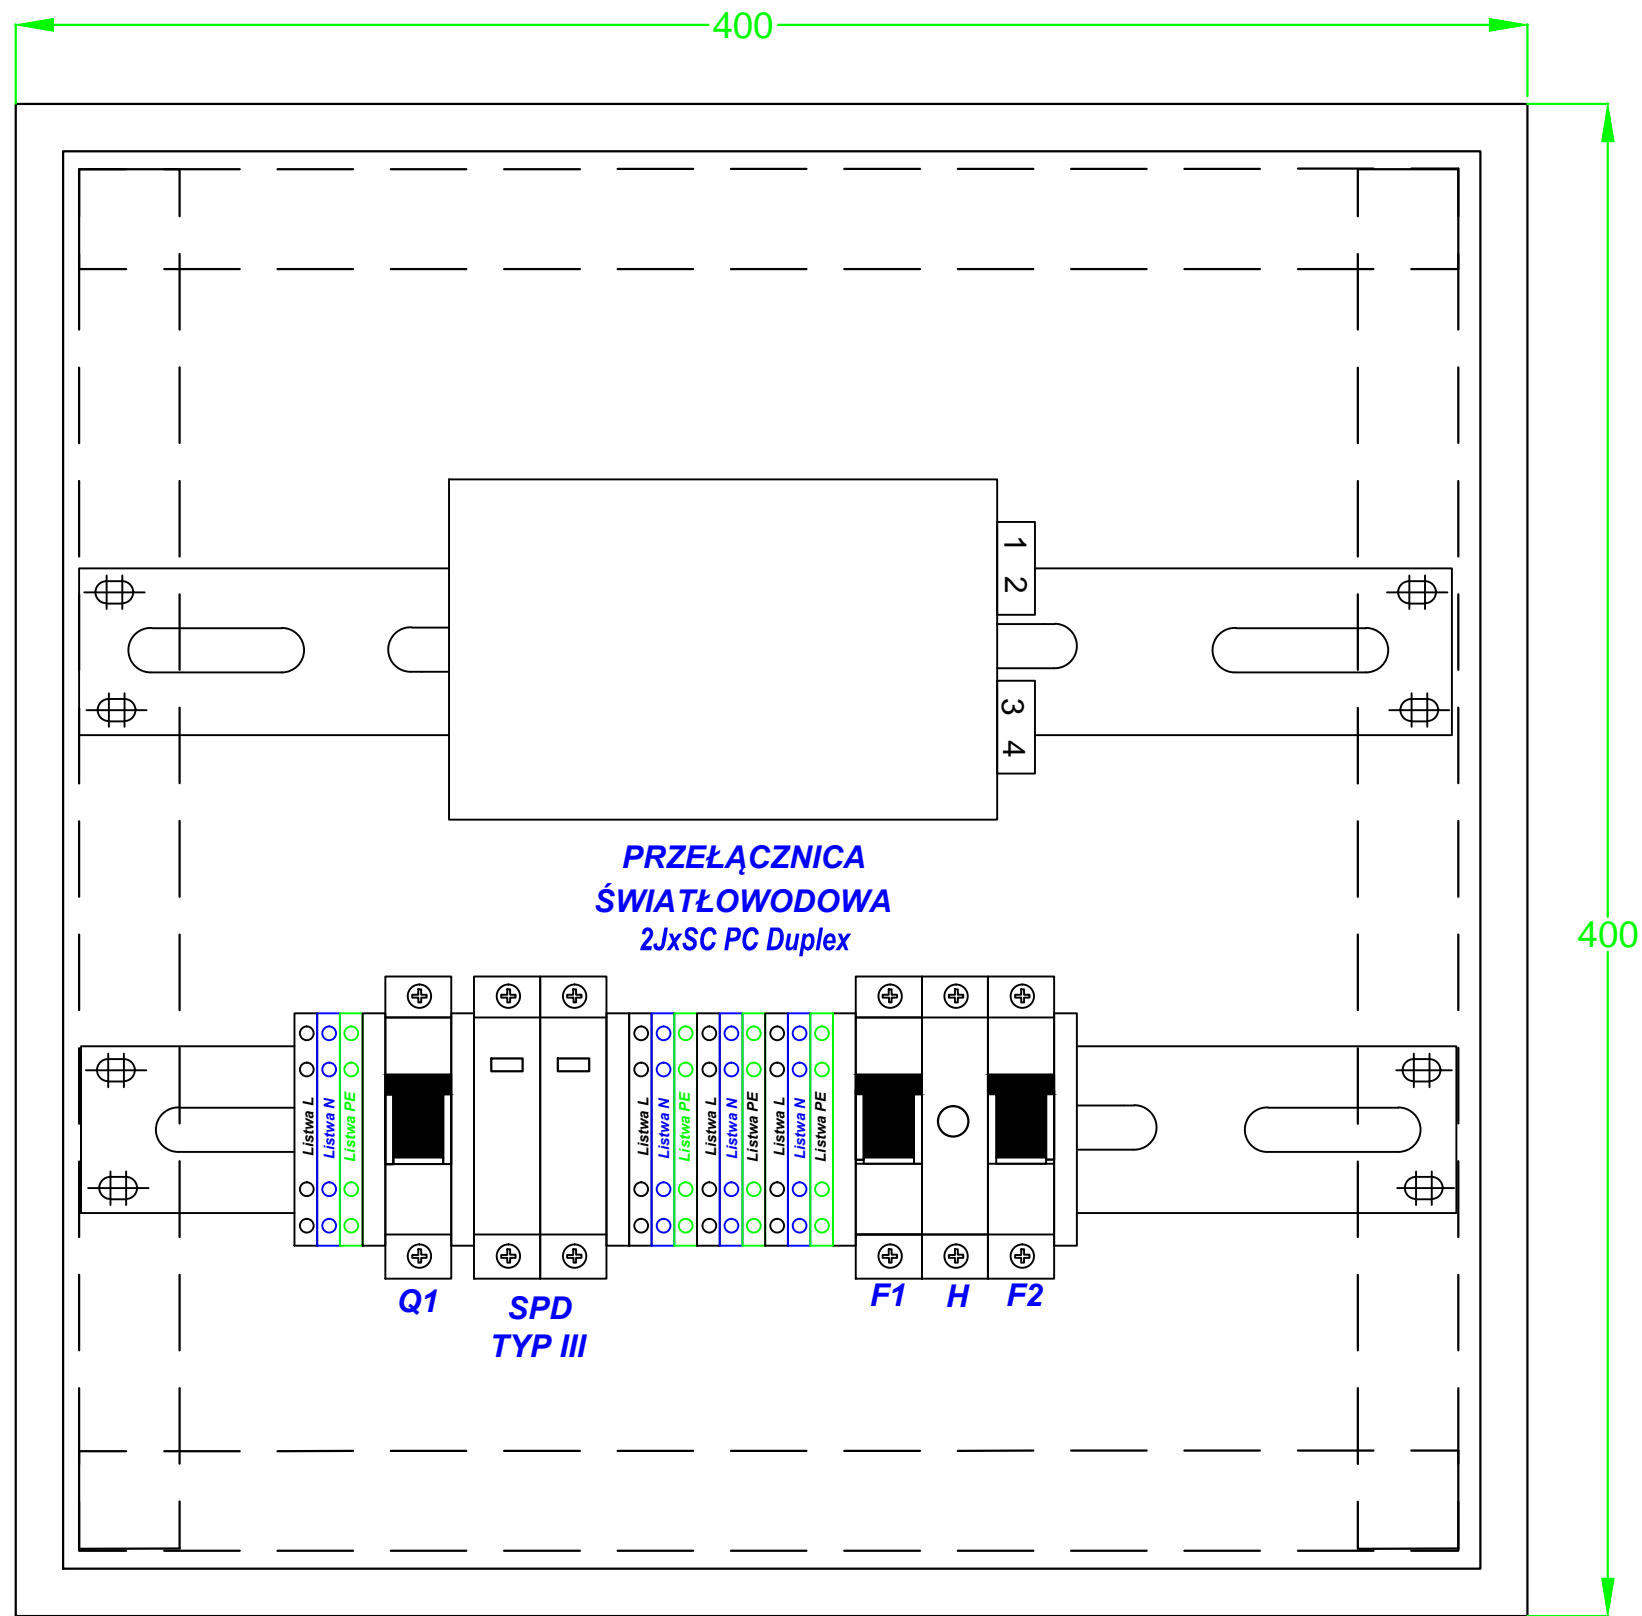 400
1
2
3
4
PRZEŁĄCZNICA
ŚWIATŁOWODOWA
2JxSC PC Duplex
400
Listwa L
Listwa N
Listwa PE
Listwa L
Listwa N
Listwa PE
Listwa L
Listwa N
Listwa PE
Listwa L
Listwa N
Listwa PE
Q1
SPD
TYP III
F1
H
F2